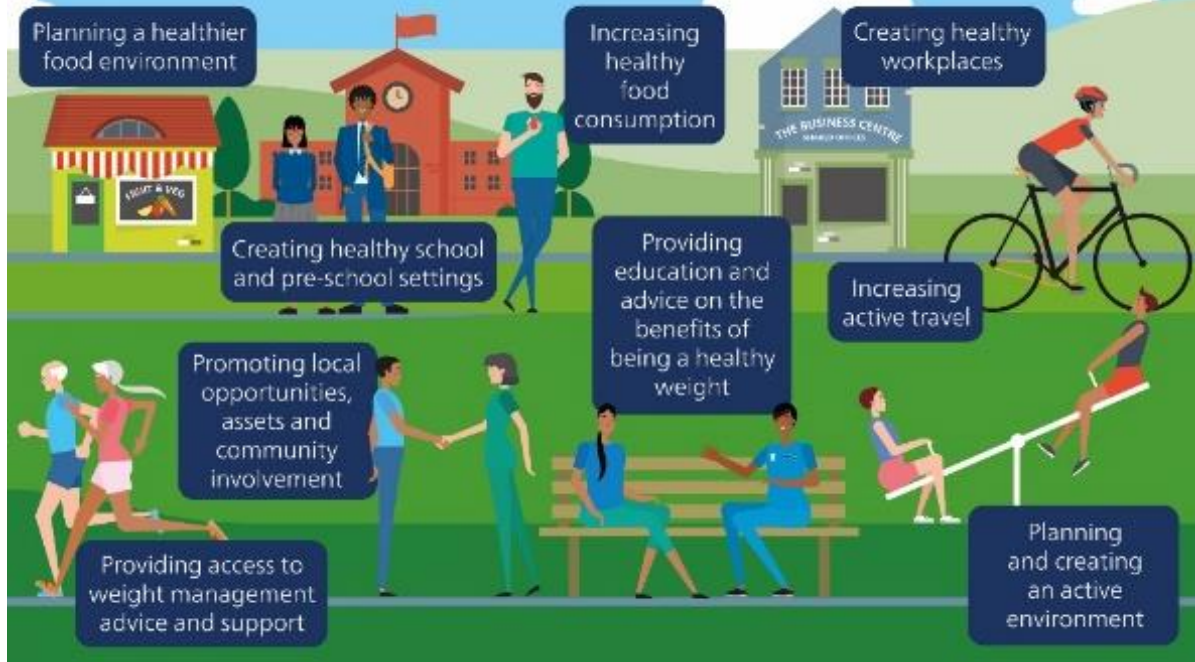 Planning a healthier
food environment
Increasing
healthy
food
consumption
Creating healthy
workplaces
FRUIT & VEG
THE BUSINESS CENTRE
Creating healthy school
and pre-school settings
Providing
education and
advice on the
benefits of
being a healthy
weight
Increasing
active travel
Promoting local
opportunities,
assets and
community
involvement
Providing access to
weight management
advice and support
Planning
and creating
an active
environment